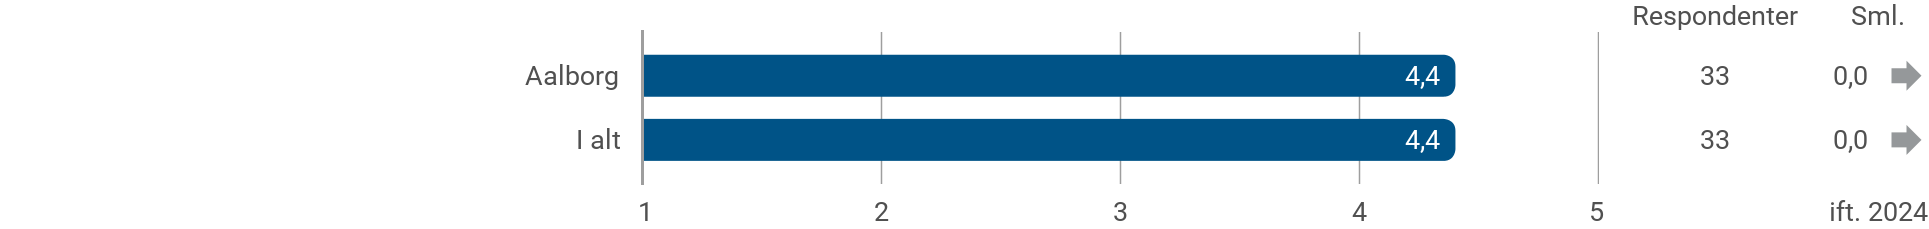 Respondenter Sml.
Aalborg 4,4 33 0,0
I alt 4,4 33 0,0
1 2 3 4 5 ift. 2024